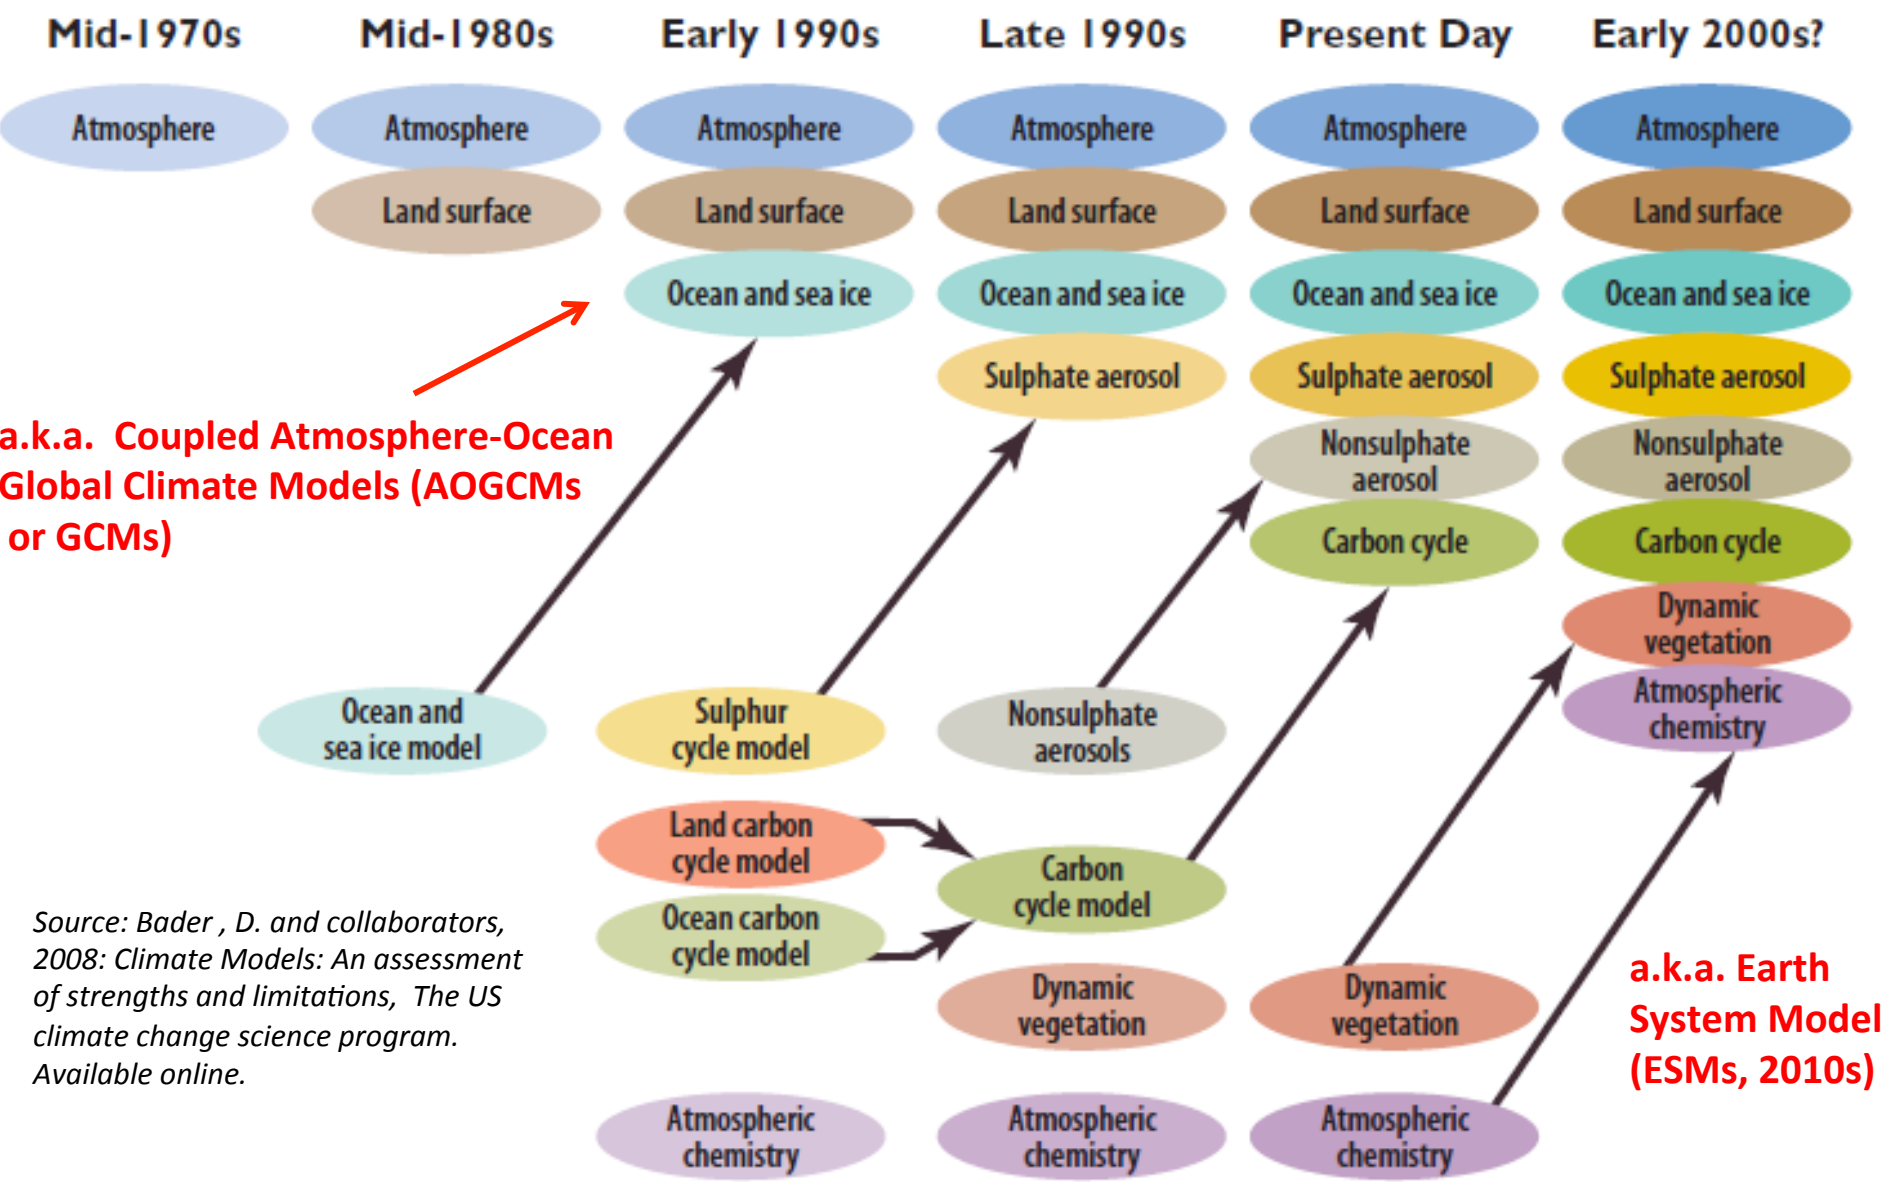 Mid-1970s
Mid-1980s
Early 1990s
Late 1990s
Present Day
Early 2000s?
Atmosphere
Atmosphere
Atmosphere
Atmosphere
Atmosphere
Atmosphere
Land surface
Land surface
Land surface
Land surface
Land surface
Ocean and sea ice
Ocean and sea ice
Ocean and sea ice
Ocean and sea ice
Sulphate aerosol
Sulphate aerosol
Sulphate aerosol
a.k.a. Coupled Atmosphere-Ocean
Global Climate Models (AOGCMs
or GCMs)
Nonsulphate
aerosol
Nonsulphate
aerosol
Carbon cycle
Carbon cycle
Dynamic
vegetation
Atmospheric
chemistry
Ocean and
sea ice model
Sulphur
cycle model
Nonsulphate
aerosols
Land carbon
cycle model
Carbon
cycle model
Ocean carbon
cycle model
Source: Bader , D. and collaborators,
2008: Climate Models: An assessment
of strengths and limitations, The US
climate change science program.
Available online.
Dynamic
vegetation
Dynamic
vegetation
a.k.a. Earth
System Model
(ESMs, 2010s)
Atmospheric
chemistry
Atmospheric
chemistry
Atmospheric
chemistry